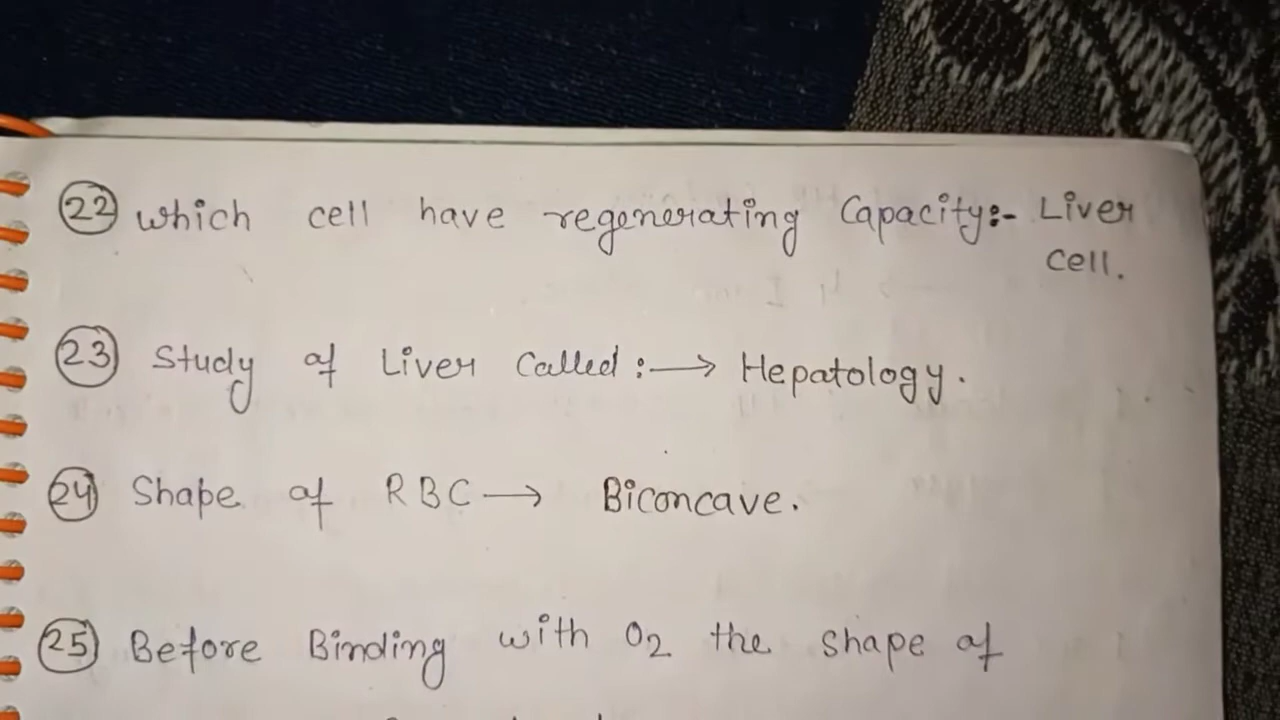 22 Which cell have regenerating Capacity:- Liver
cell.
23 Study of Liver Called :→ Hepatology.
24 Shape of RBC → Biconcave.
25 Before Binding with O2 the shape of